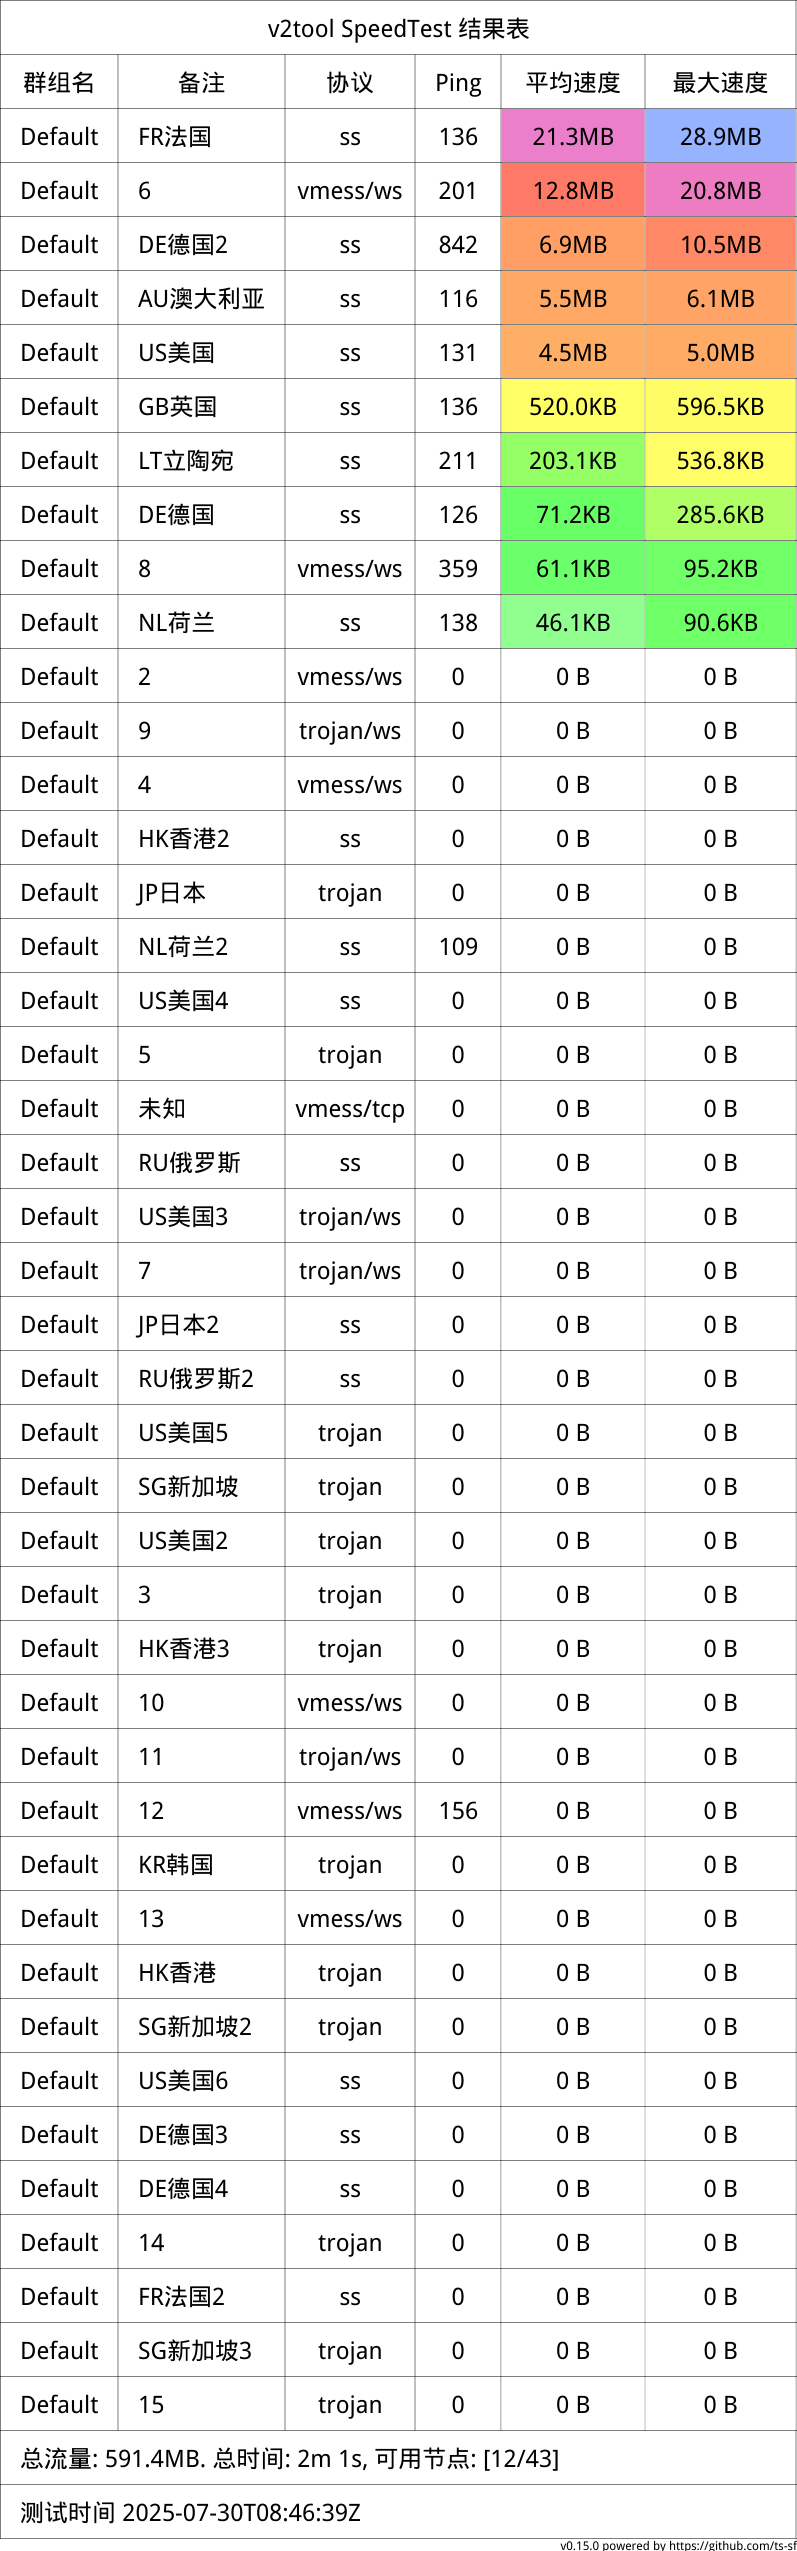 v2tool SpeedTest 结果表
群组名 备注 协议 Ping 平均速度 最大速度
Default FR法国 ss 136 21.3MB 28.9MB
Default 6 vmess/ws 201 12.8MB 20.8MB
Default DE德国2 ss 842 6.9MB 10.5MB
Default AU澳大利亚 ss 116 5.5MB 6.1MB
Default US美国 ss 131 4.5MB 5.0MB
Default GB英国 ss 136 520.0KB 596.5KB
Default LT立陶宛 ss 211 203.1KB 536.8KB
Default DE德国 ss 126 71.2KB 285.6KB
Default 8 vmess/ws 359 61.1KB 95.2KB
Default NL荷兰 ss 138 46.1KB 90.6KB
Default 2 vmess/ws 0 0 B 0 B
Default 9 trojan/ws 0 0 B 0 B
Default 4 vmess/ws 0 0 B 0 B
Default HK香港2 ss 0 0 B 0 B
Default JP日本 trojan 0 0 B 0 B
Default NL荷兰2 ss 109 0 B 0 B
Default US美国4 ss 0 0 B 0 B
Default 5 trojan 0 0 B 0 B
Default 未知 vmess/tcp 0 0 B 0 B
Default RU俄罗斯 ss 0 0 B 0 B
Default US美国3 trojan/ws 0 0 B 0 B
Default 7 trojan/ws 0 0 B 0 B
Default JP日本2 ss 0 0 B 0 B
Default RU俄罗斯2 ss 0 0 B 0 B
Default US美国5 trojan 0 0 B 0 B
Default SG新加坡 trojan 0 0 B 0 B
Default US美国2 trojan 0 0 B 0 B
Default 3 trojan 0 0 B 0 B
Default HK香港3 trojan 0 0 B 0 B
Default 10 vmess/ws 0 0 B 0 B
Default 11 trojan/ws 0 0 B 0 B
Default 12 vmess/ws 156 0 B 0 B
Default KR韩国 trojan 0 0 B 0 B
Default 13 vmess/ws 0 0 B 0 B
Default HK香港 trojan 0 0 B 0 B
Default SG新加坡2 trojan 0 0 B 0 B
Default US美国6 ss 0 0 B 0 B
Default DE德国3 ss 0 0 B 0 B
Default DE德国4 ss 0 0 B 0 B
Default 14 trojan 0 0 B 0 B
Default FR法国2 ss 0 0 B 0 B
Default SG新加坡3 trojan 0 0 B 0 B
Default 15 trojan 0 0 B 0 B
总流量: 591.4MB. 总时间: 2m 1s, 可用节点: [12/43]
测试时间 2025-07-30T08:46:39Z
v0.15.0 powered by https://github.com/ts-sf